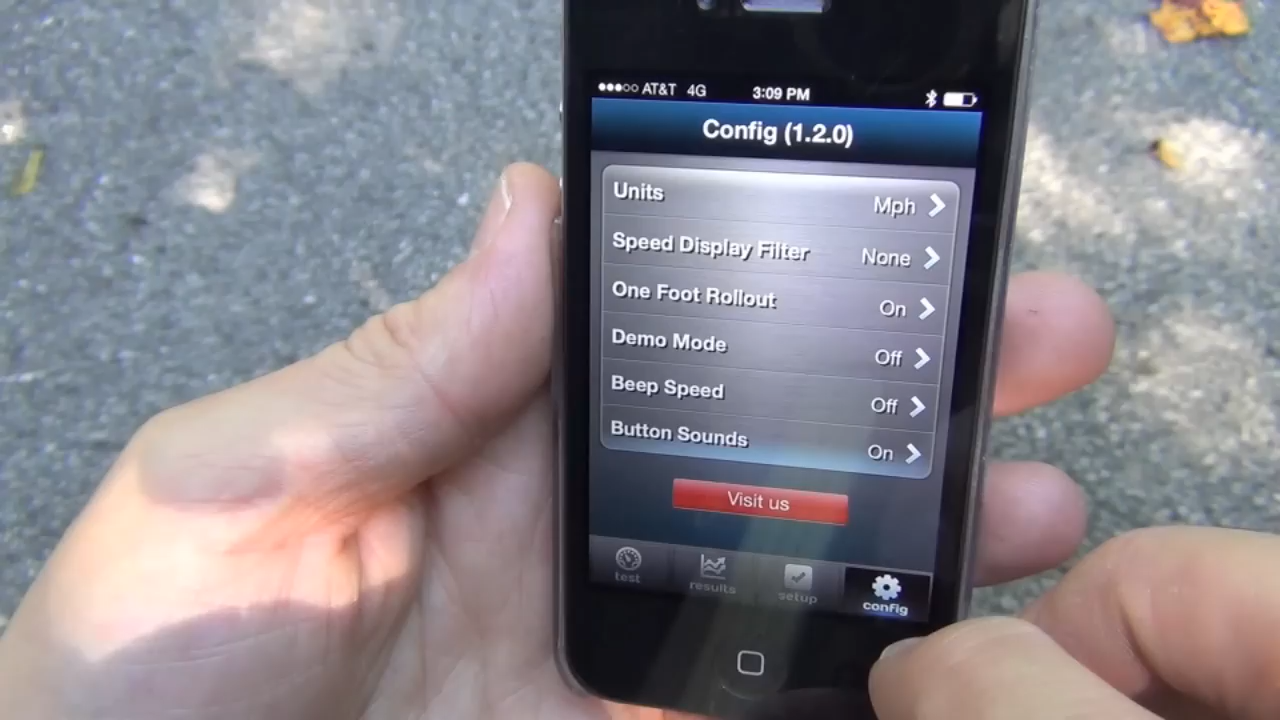 AT&T 4G 3:09 PM
Config (1.2.0)
Units Mph
Speed Display Filter None
One Foot Rollout On
Demo Mode Off
Beep Speed Off
Button Sounds On
Visit us
test results setup config